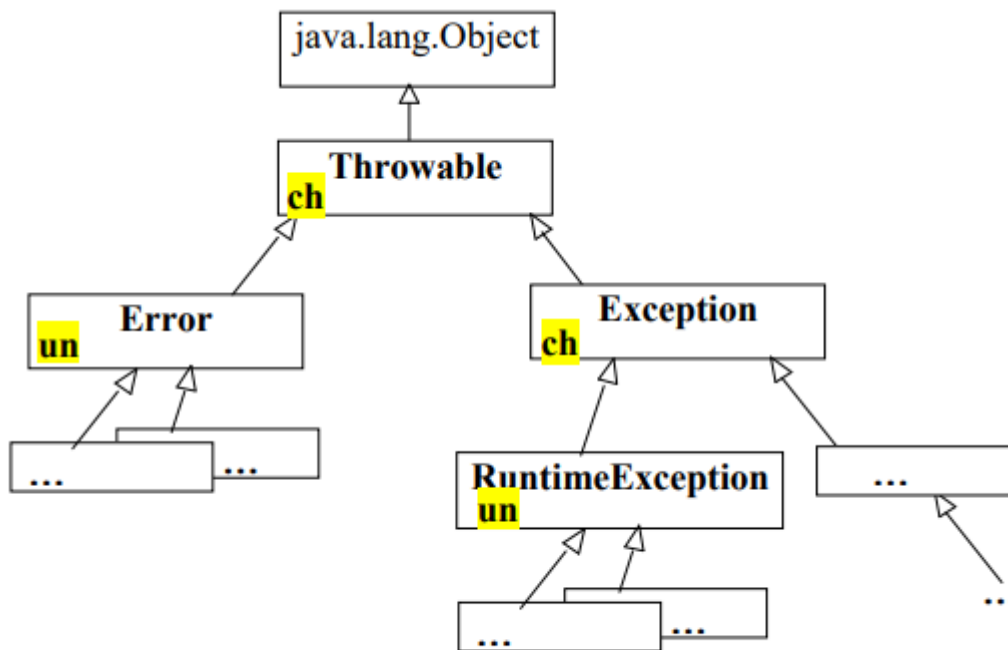 java.lang.Object
Throwable
ch
Error
un
Exception
ch
...
...
RuntimeException
un
...
...
...
...